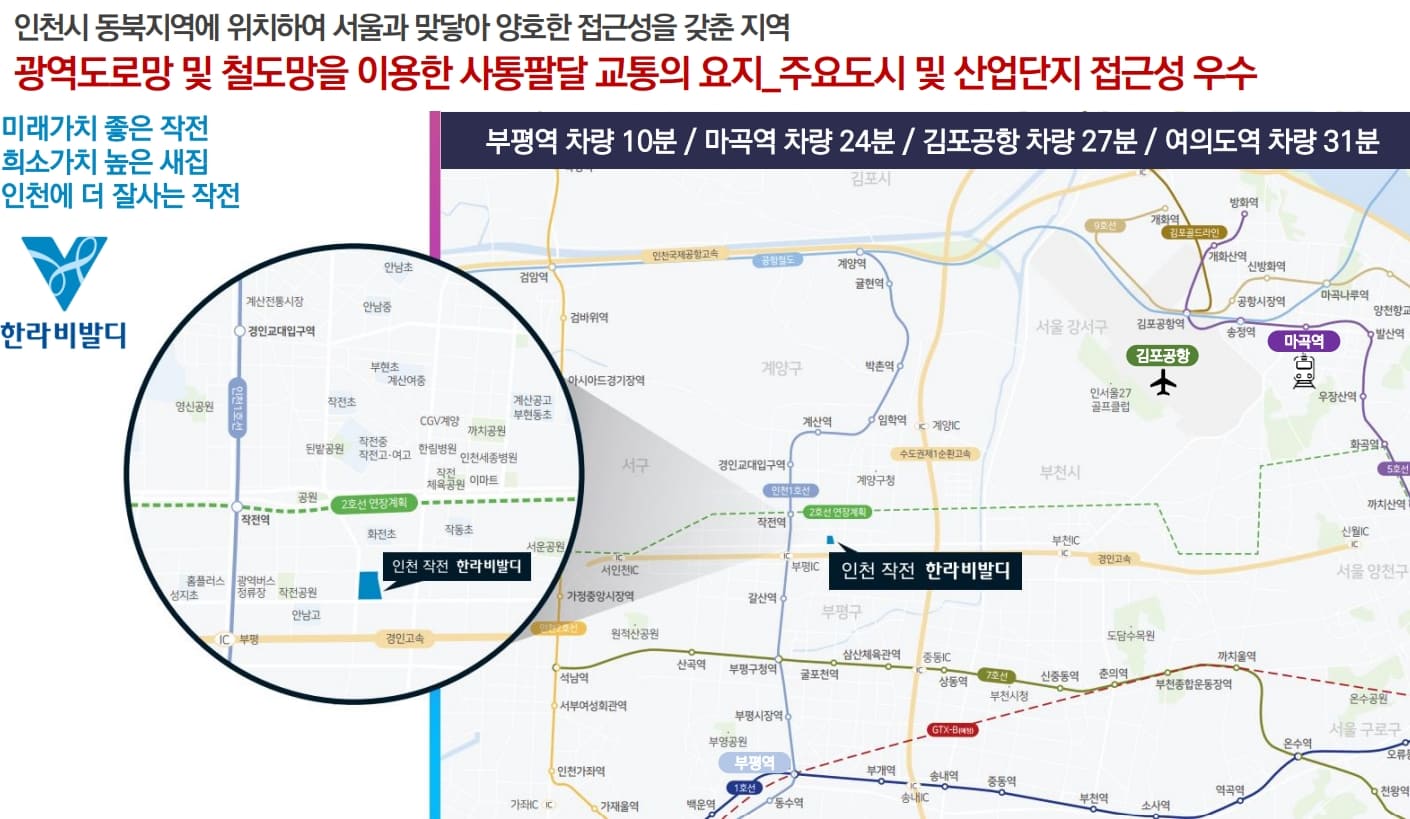 인천시 동북지역에 위치하여 서울과 맞닿아 양호한 접근성을 갖춘 지역
광역도로망 및 철도망을 이용한 사통팔달 교통의 요지_주요도시 및 산업단지 접근성 우수
미래가치 좋은 작전
희소가치 높은 새집
인천에 더 잘사는 작전
한라비발디
부평역 차량 10분 / 마곡역 차량 24분 / 김포공항 차량 27분 / 여의도역 차량 31분
안남초
계산전통시장
안남중
경인교대입구역
부현초
계산여중
인천1호선
영신공원
작전초
계산공고
부현동초
CGV계양
까치공원
된밭공원
작전중
작전고·여고
한림병원
인천세종병원
작전
체육공원
이마트
공원
2호선 연장계획
작전역
화전초
작동초
서운공원
인천 작전 한라비발디
홈플러스
성지초
광역버스
정류장
작전공원
안남고
IC 부평
경인고속
김포시
IC
방화역
개화역
9호선
김포골드라인
개화산역
신방화역
인천국제공항고속
공항철도
계양역
검암역
귤현역
공항시장역
마곡나루역
양천향교
검바위역
김포공항역
송정역
발산역
서울 강서구
마곡역
김포공항
아시아드경기장역
계양구
박촌역
인서울27
골프클럽
우장산역
계산역
임학역
IC 계양IC
화곡역
수도권제1순환고속
서구
경인교대입구역
계양구청
부천시
5호선
인천1호선
까치산역
2호선 연장계획
작전역
신월IC
IC
부천IC
IC
IC
서인천IC
IC
부평IC
경인고속
인천 작전 한라비발디
서울 양천구
가정중앙시장역
갈산역
부평구
인천2호선
원적산공원
도담수목원
산곡역
부평구청역
굴포천역
삼산체육관역
중동IC
IC
상동역
7호선
부천시청
신중동역
춘의역
부천종합운동장역
까치울역
석남역
서부여성회관역
부평시장역
온수공원
서울 구로구
GTX-B(예정)
부영공원
부평역
온수역
인천가좌역
1호선
부개역
송내역
IC
송내IC
중동역
부천역
소사역
역곡역
천왕역
가좌IC IC
가재울역
백운역
동수역